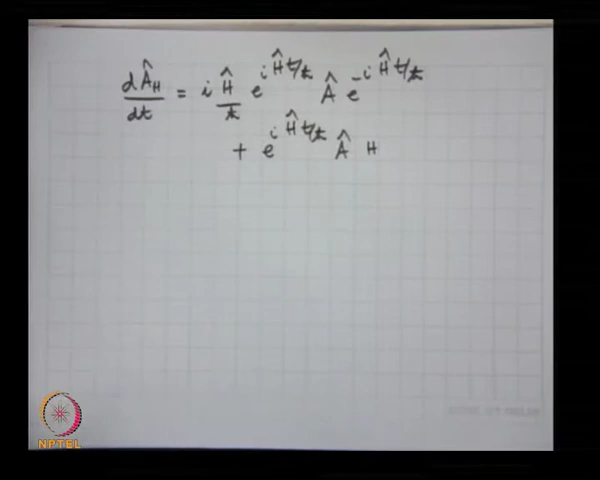 dÂ_H/dt = i Ĥ/ħ e^{iĤt/ħ} Â e^{-iĤt/ħ}
+ e^{iĤt/ħ} Â H
NPTEL